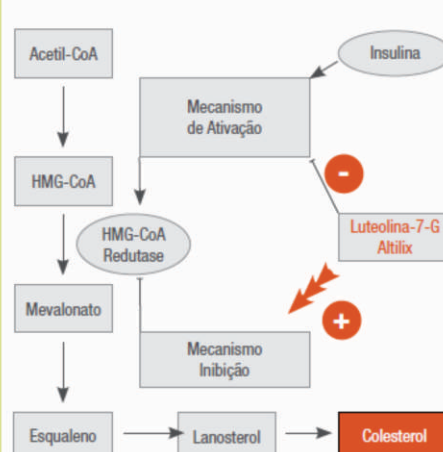 Acetil-CoA
Insulina
Mecanismo
de Ativação
HMG-CoA
-
Luteolina-7-G
Altilix
HMG-CoA
Redutase
+
Mevalonato
Mecanismo
Inibição
Esqualeno
Lanosterol
Colesterol